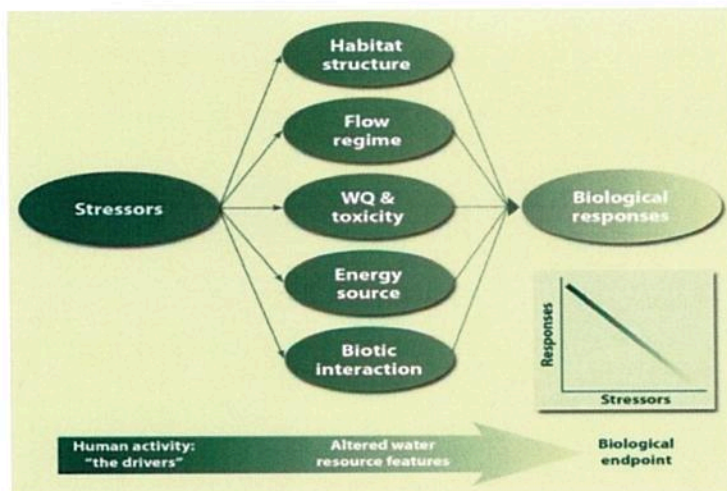 Habitat
structure
Flow
regime
Stressors
WQ &
toxicity
Biological
responses
Energy
source
Biotic
interaction
Responses
Stressors
Human activity:
"the drivers"
Altered water
resource features
Biological
endpoint